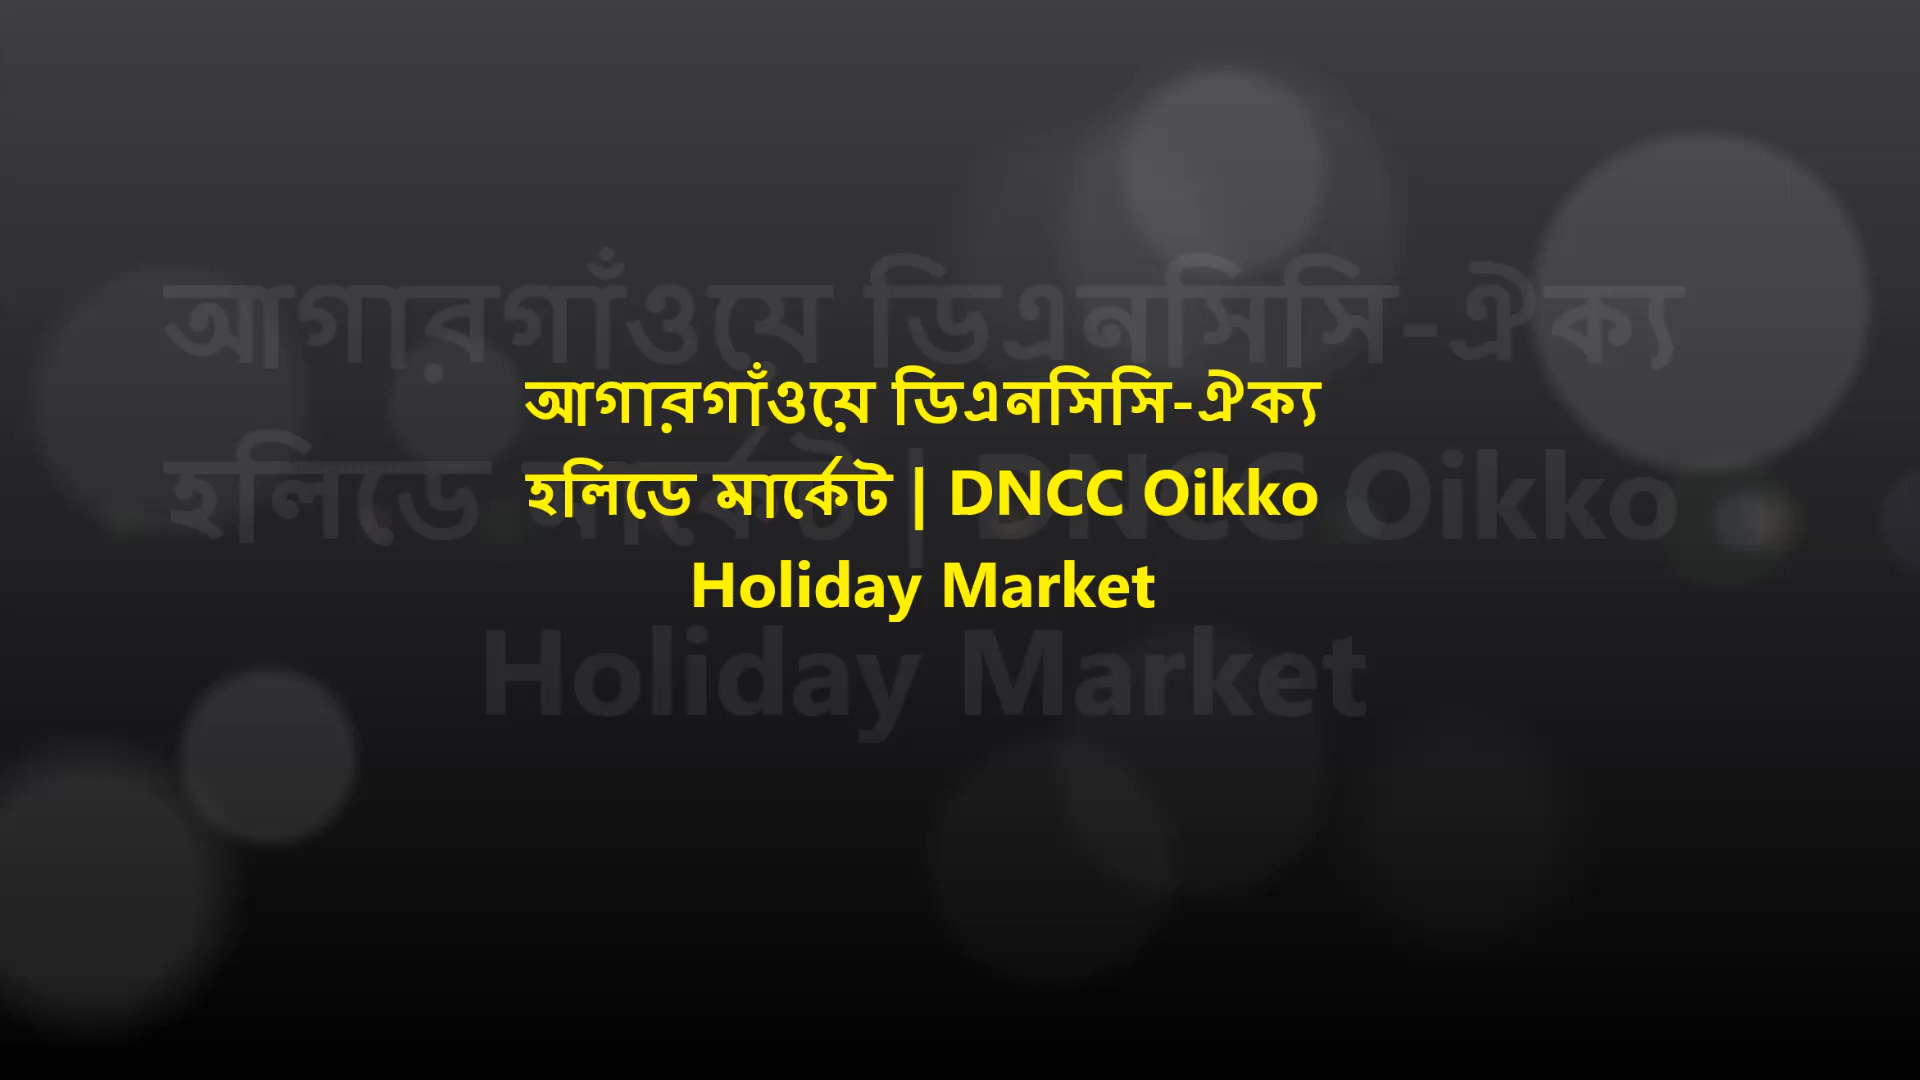 আগারগাঁওয়ে ডিএনসিসি-ঐক্য
হলিডে মার্কেট | DNCC Oikko
Holiday Market